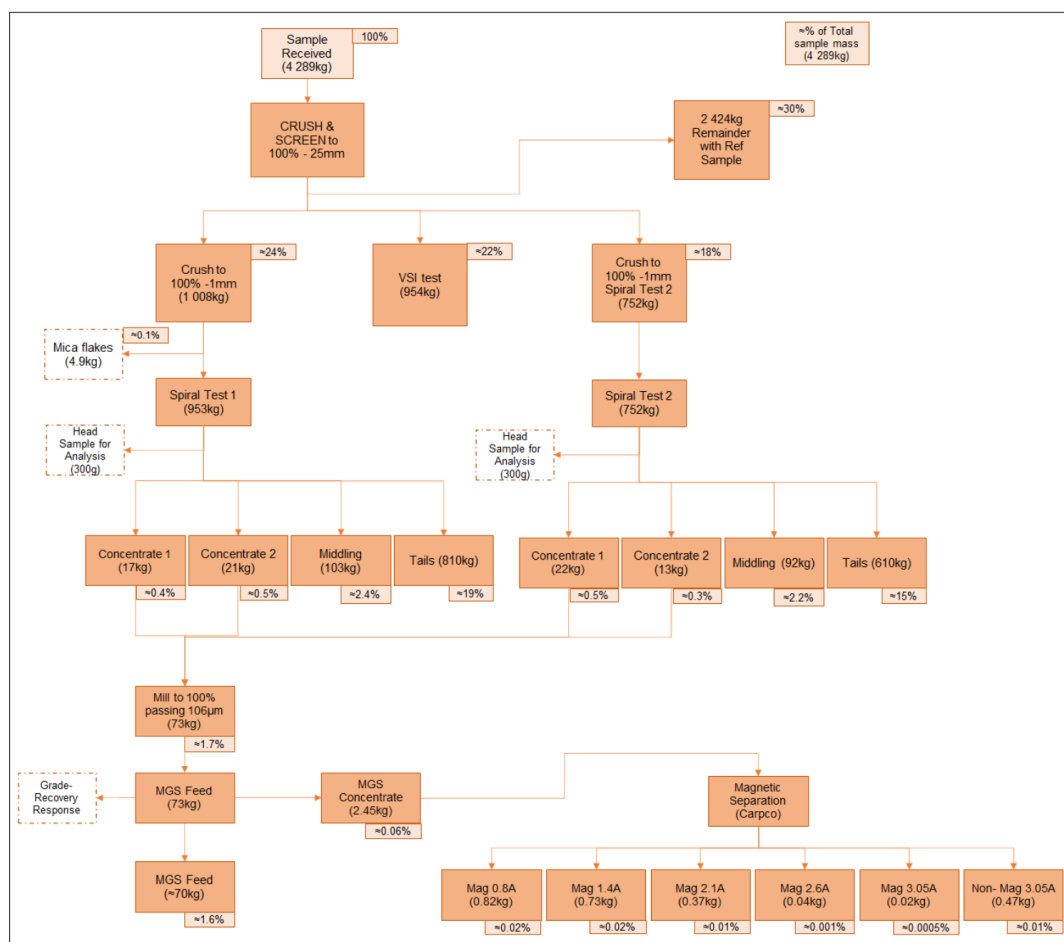 Sample
Received
(4 289kg)
100%
≈% of Total
sample mass
(4 289kg)
CRUSH &
SCREEN to
100% - 25mm
2 424kg
Remainder
with Ref
Sample
≈30%
Crush to
100% -1mm
(1 008kg)
≈24%
VSI test
(954kg)
≈22%
Crush to
100% -1mm
Spiral Test 2
(752kg)
≈18%
Mica flakes
(4.9kg)
≈0.1%
Spiral Test 1
(953kg)
Spiral Test 2
(752kg)
Head
Sample for
Analysis
(300g)
Head
Sample for
Analysis
(300g)
Concentrate 1
(17kg)
≈0.4%
Concentrate 2
(21kg)
≈0.5%
Middling
(103kg)
≈2.4%
Tails (810kg)
≈19%
Concentrate 1
(22kg)
≈0.5%
Concentrate 2
(13kg)
≈0.3%
Middling (92kg)
≈2.2%
Tails (610kg)
≈15%
Mill to 100%
passing 106µm
(73kg)
≈1.7%
Grade-
Recovery
Response
MGS Feed
(73kg)
MGS
Concentrate
(2.45kg)
≈0.06%
Magnetic
Separation
(Carpco)
MGS Feed
(≈70kg)
≈1.6%
Mag 0.8A
(0.82kg)
≈0.02%
Mag 1.4A
(0.73kg)
≈0.02%
Mag 2.1A
(0.37kg)
≈0.01%
Mag 2.6A
(0.04kg)
≈0.001%
Mag 3.05A
(0.02kg)
≈0.0005%
Non- Mag 3.05A
(0.47kg)
≈0.01%